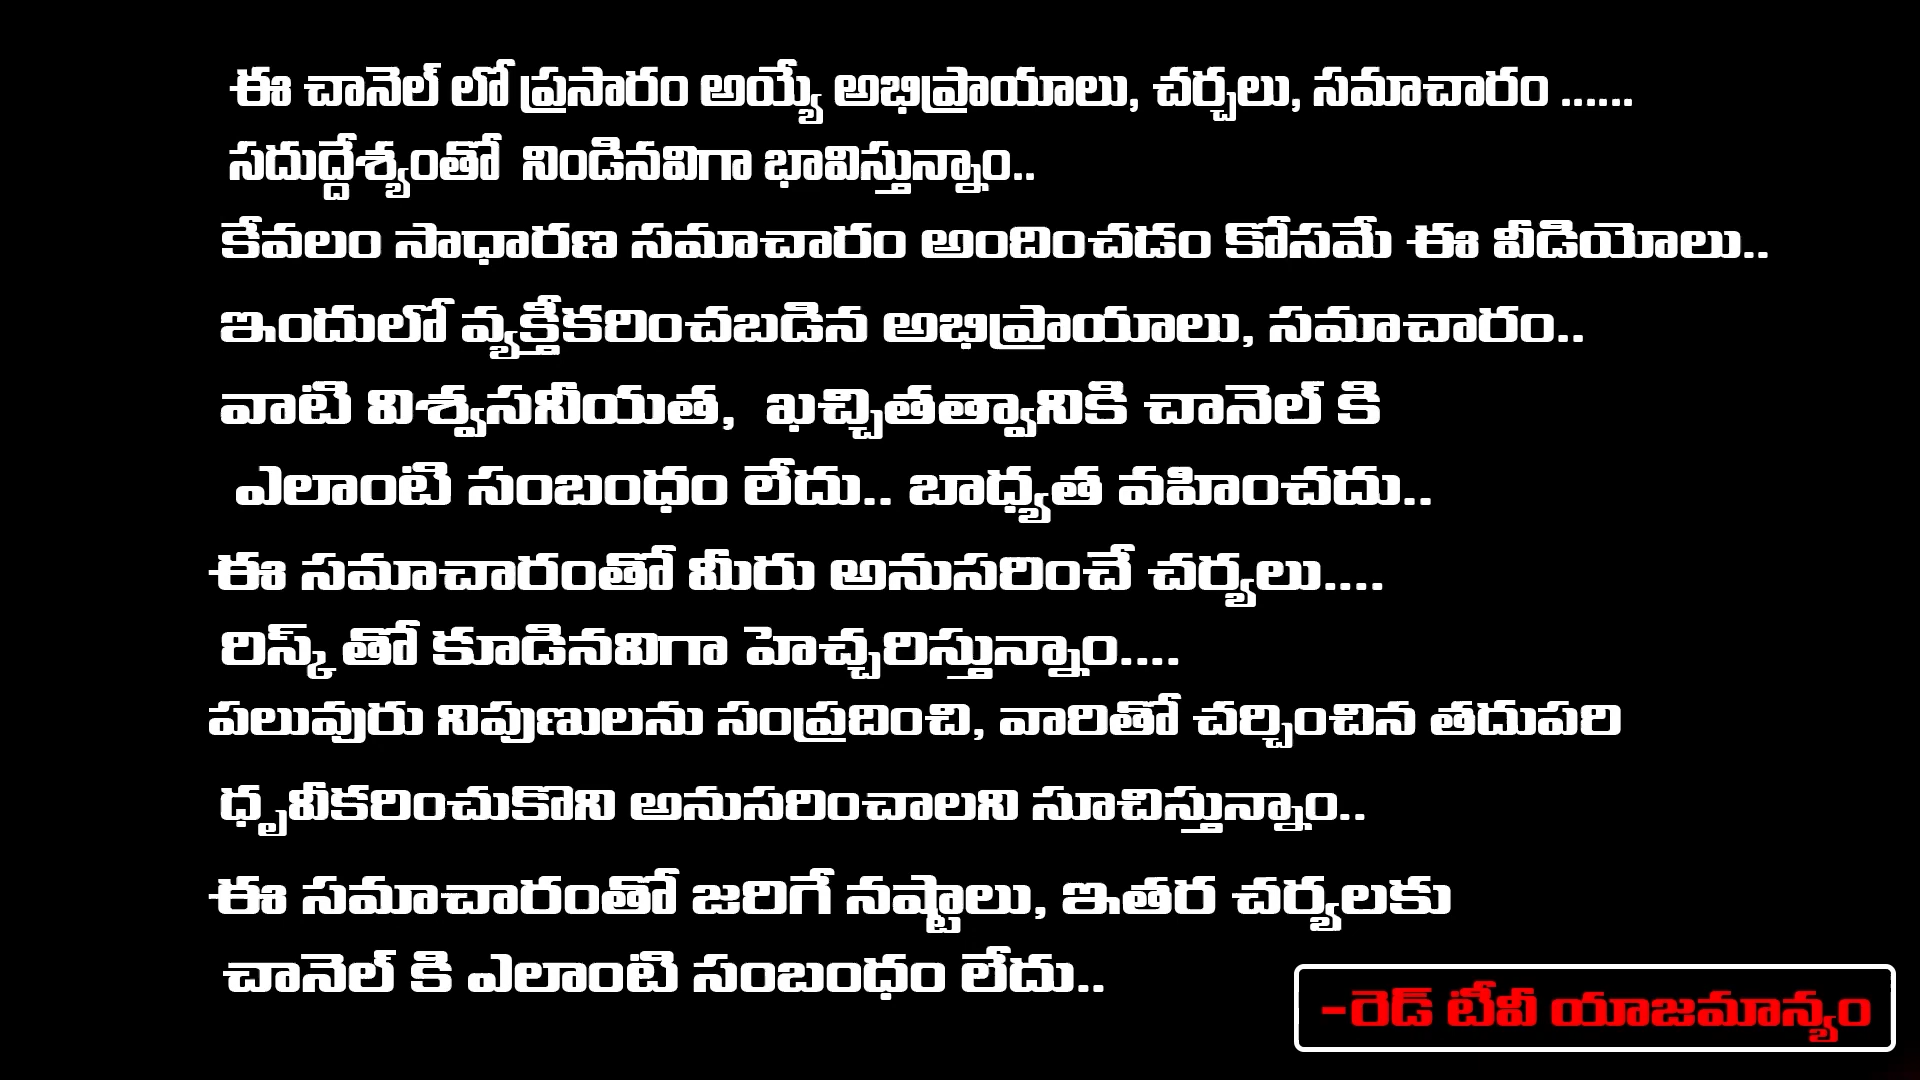 ఈ చానెల్ లో ప్రసారం అయ్యే అభిప్రాయాలు, చర్చలు, సమాచారం ......
సదుద్దేశ్యంతో నిండినవిగా భావిస్తున్నాం..
కేవలం సాధారణ సమాచారం అందించడం కోసమే ఈ వీడియోలు..
ఇందులో వ్యక్తీకరించబడిన అభిప్రాయాలు, సమాచారం..
వాటి విశ్వసనీయత, ఖచ్చితత్వానికి చానెల్ కి
ఎలాంటి సంబంధం లేదు.. బాధ్యత వహించదు..
ఈ సమాచారంతో మీరు అనుసరించే చర్యలు....
రిస్క్ తో కూడినవిగా హెచ్చరిస్తున్నాం....
పలువురు నిపుణులను సంప్రదించి, వారితో చర్చించిన తదుపరి
ధృవీకరించుకొని అనుసరించాలని సూచిస్తున్నాం..
ఈ సమాచారంతో జరిగే నష్టాలు, ఇతర చర్యలకు
చానెల్ కి ఎలాంటి సంబంధం లేదు..
-రెడ్ టీవీ యాజమాన్యం